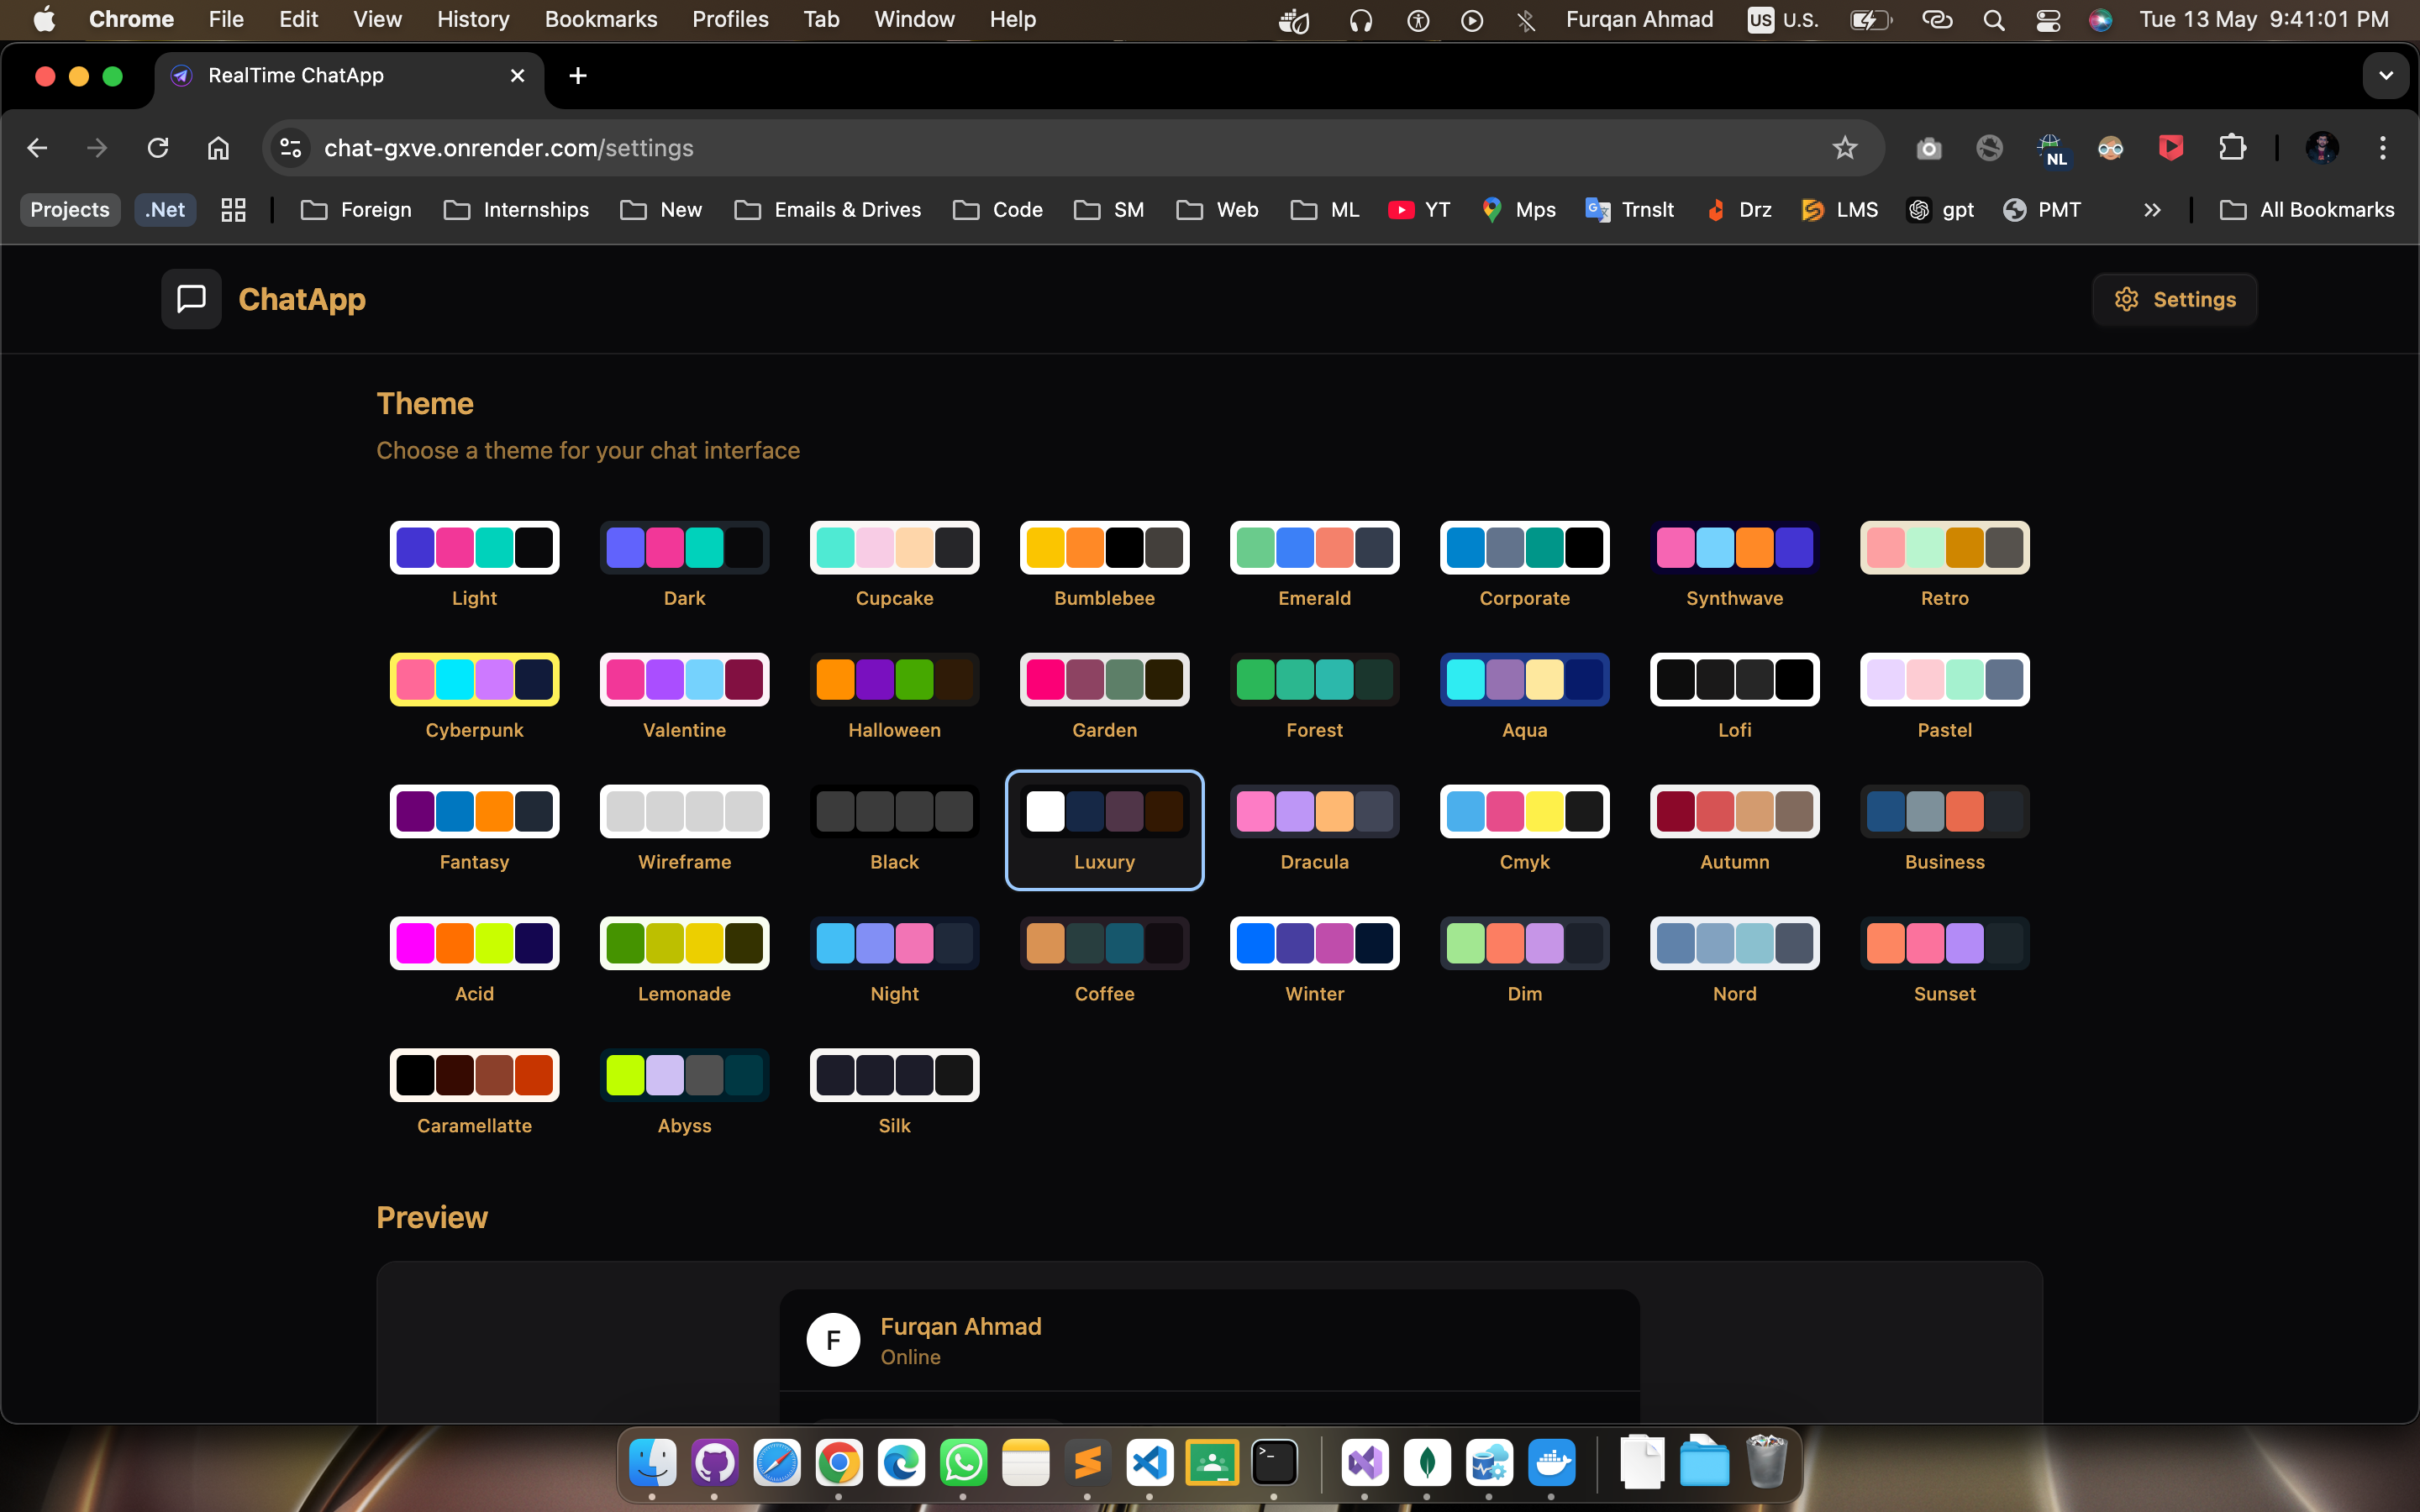 Chrome File Edit View History Bookmarks Profiles Tab Window Help Furqan Ahmad US U.S. Tue 13 May 9:41:01 PM
RealTime ChatApp
chat-gxve.onrender.com/settings
NL
Projects .Net Foreign Internships New Emails & Drives Code SM Web ML YT Mps Trnslt Drz LMS gpt PMT All Bookmarks
ChatApp
Settings
Theme
Choose a theme for your chat interface
Light Dark Cupcake Bumblebee Emerald Corporate Synthwave Retro
Cyberpunk Valentine Halloween Garden Forest Aqua Lofi Pastel
Fantasy Wireframe Black Luxury Dracula Cmyk Autumn Business
Acid Lemonade Night Coffee Winter Dim Nord Sunset
Caramellatte Abyss Silk
Preview
F
Furqan Ahmad
Online